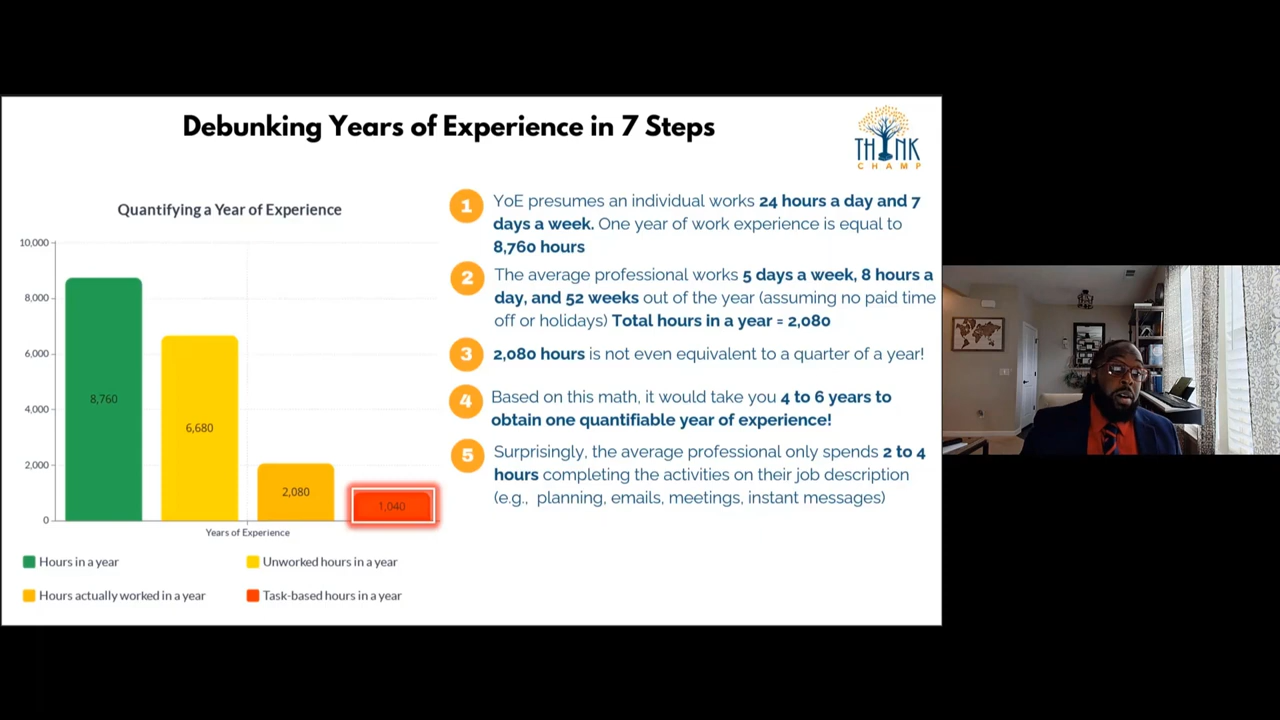 Debunking Years of Experience in 7 Steps
THINK
CHAMP
Quantifying a Year of Experience
10,000
8,000
6,000
4,000
2,000
0
8,760
6,680
2,080
1,040
Years of Experience
Hours in a year
Unworked hours in a year
Hours actually worked in a year
Task-based hours in a year
1
YoE presumes an individual works 24 hours a day and 7
days a week. One year of work experience is equal to
8,760 hours
2
The average professional works 5 days a week, 8 hours a
day, and 52 weeks out of the year (assuming no paid time
off or holidays) Total hours in a year = 2,080
3
2,080 hours is not even equivalent to a quarter of a year!
4
Based on this math, it would take you 4 to 6 years to
obtain one quantifiable year of experience!
5
Surprisingly, the average professional only spends 2 to 4
hours completing the activities on their job description
(e.g., planning, emails, meetings, instant messages)